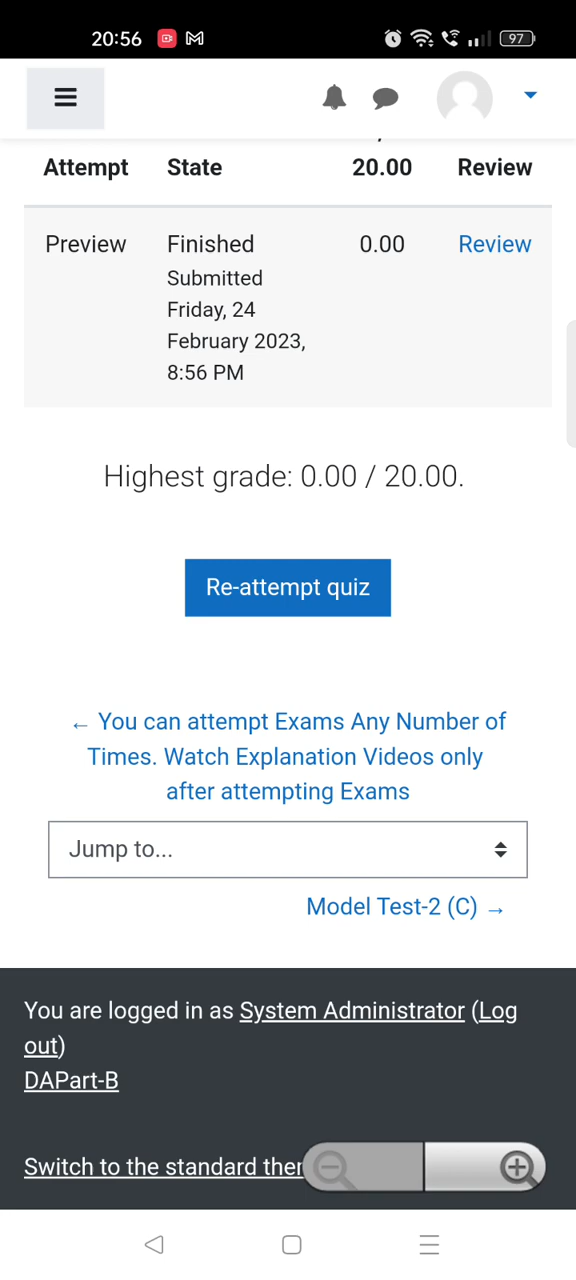 20:56
97
Attempt State 20.00 Review
Preview Finished 0.00 Review
Submitted
Friday, 24
February 2023,
8:56 PM
Highest grade: 0.00 / 20.00.
Re-attempt quiz
← You can attempt Exams Any Number of
Times. Watch Explanation Videos only
after attempting Exams
Jump to...
Model Test-2 (C) →
You are logged in as System Administrator (Log
out)
DAPart-B
Switch to the standard